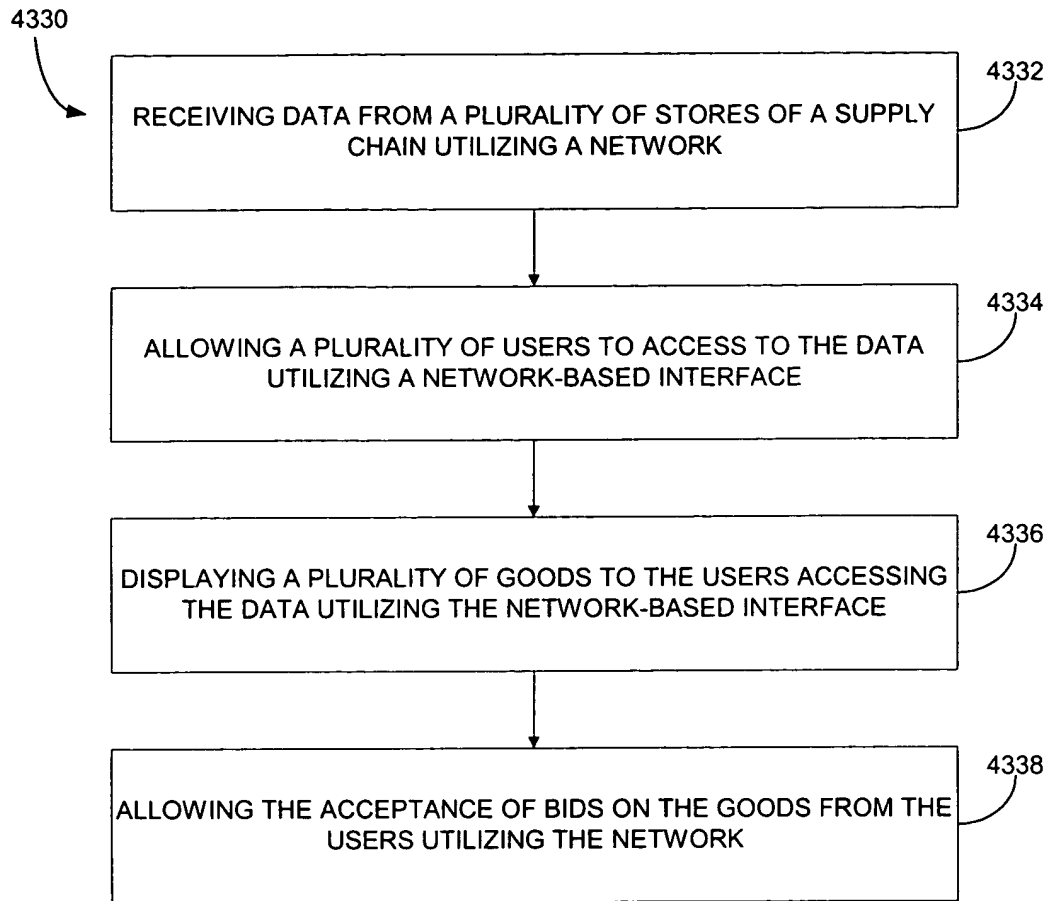 4330
4332
RECEIVING DATA FROM A PLURALITY OF STORES OF A SUPPLY
CHAIN UTILIZING A NETWORK
4334
ALLOWING A PLURALITY OF USERS TO ACCESS TO THE DATA
UTILIZING A NETWORK-BASED INTERFACE
4336
DISPLAYING A PLURALITY OF GOODS TO THE USERS ACCESSING
THE DATA UTILIZING THE NETWORK-BASED INTERFACE
4338
ALLOWING THE ACCEPTANCE OF BIDS ON THE GOODS FROM THE
USERS UTILIZING THE NETWORK